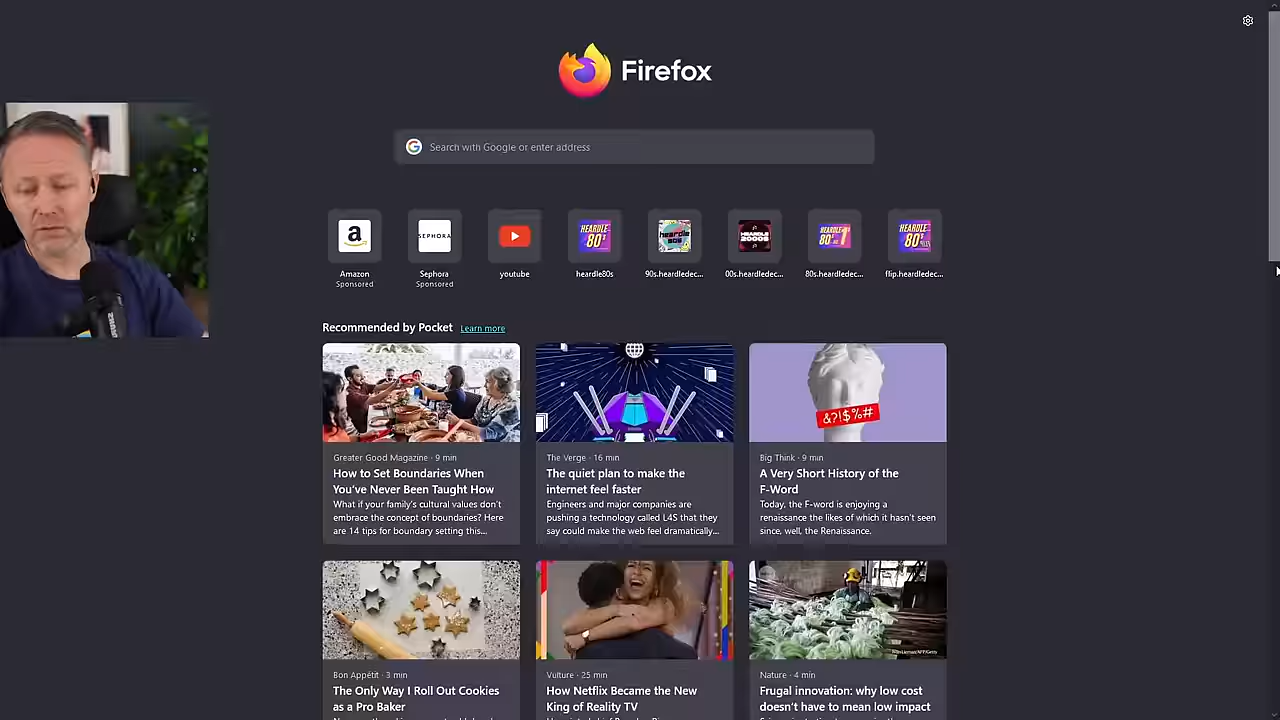 Firefox
Search with Google or enter address
SEPHORA
HEARDLE
80's
HEARDLE
2000s
HEARDLE
80'
Amazon
Sponsored
Sephora
Sponsored
youtube
heardle80s
90s.heardledec...
00s.heardledec...
80s.heardledec...
flip.heardledec...
Recommended by Pocket Learn more
&?!$%#
Greater Good Magazine · 9 min
How to Set Boundaries When
You've Never Been Taught How
What if your family's cultural values don't
embrace the concept of boundaries? Here
are 14 tips for boundary setting this...
The Verge · 16 min
The quiet plan to make the
internet feel faster
Engineers and major companies are
pushing a technology called L4S that they
say could make the web feel dramatically...
Big Think · 9 min
A Very Short History of the
F-Word
Today, the F-word is enjoying a
renaissance the likes of which it hasn't seen
since, well, the Renaissance.
Bon Appétit · 3 min
The Only Way I Roll Out Cookies
as a Pro Baker
Vulture · 25 min
How Netflix Became the New
King of Reality TV
Nature · 4 min
Frugal innovation: why low cost
doesn't have to mean low impact